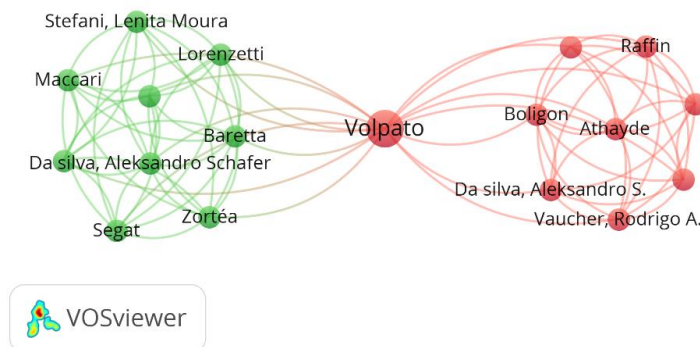 Stefani, Lenita Moura
Lorenzetti
Maccari
Baretta
Da silva, Aleksandro Schafer
Zortéa
Segat
Volpato
Raffin
Boligon
Athayde
Da silva, Aleksandro S.
Vaucher, Rodrigo A.
VOSviewer